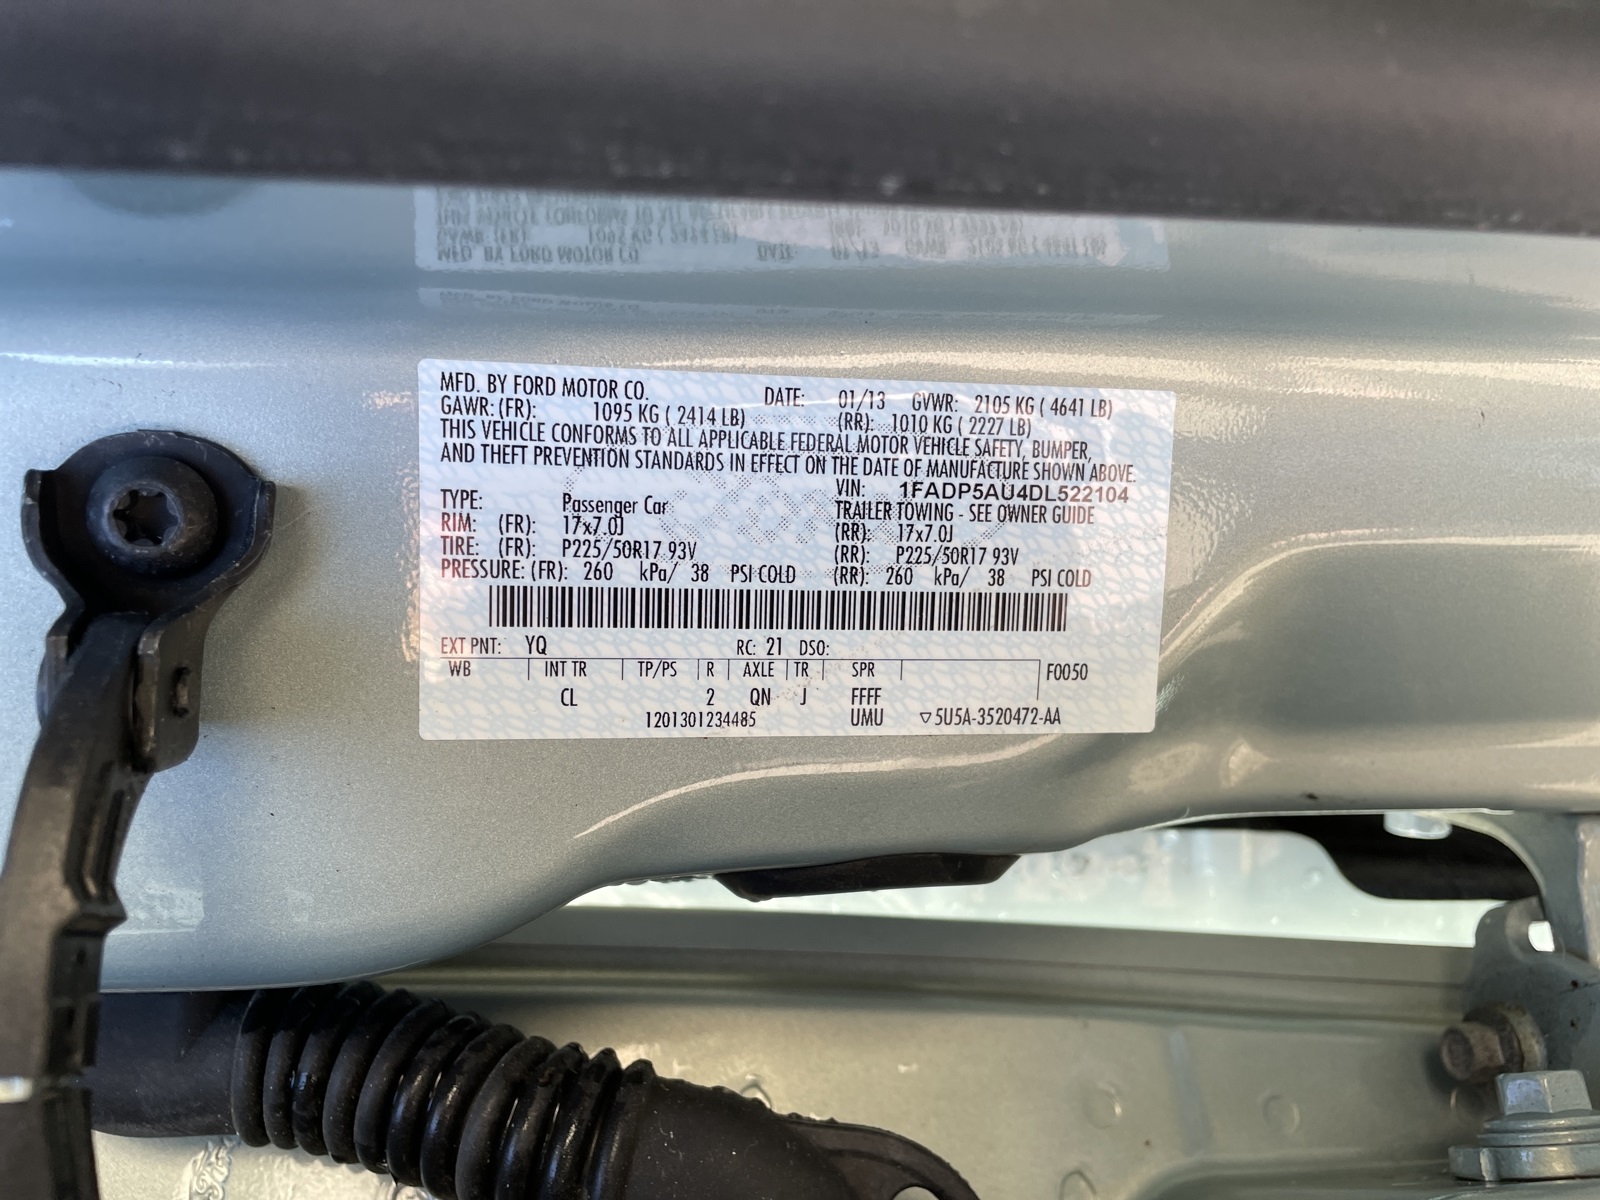 MFD. BY FORD MOTOR CO. DATE: 01/13 GVWR: 2105 KG ( 4641 LB)
GAWR: (FR): 1095 KG ( 2414 LB) (RR): 1010 KG ( 2227 LB)
THIS VEHICLE CONFORMS TO ALL APPLICABLE FEDERAL MOTOR VEHICLE SAFETY, BUMPER,
AND THEFT PREVENTION STANDARDS IN EFFECT ON THE DATE OF MANUFACTURE SHOWN ABOVE.
VIN: 1FADP5AU4DL522104
TYPE: Passenger Car TRAILER TOWING - SEE OWNER GUIDE
RIM: (FR): 17x7.0J (RR): 17x7.0J
TIRE: (FR): P225/50R17 93V (RR): P225/50R17 93V
PRESSURE: (FR): 260 kPa/ 38 PSI COLD (RR): 260 kPa/ 38 PSI COLD
EXT PNT: YQ RC: 21 DSO:
WB INT TR TP/PS R AXLE TR SPR F0050
CL 2 QN J FFFF
1201301234485 UMU ▽5U5A-3520472-AA